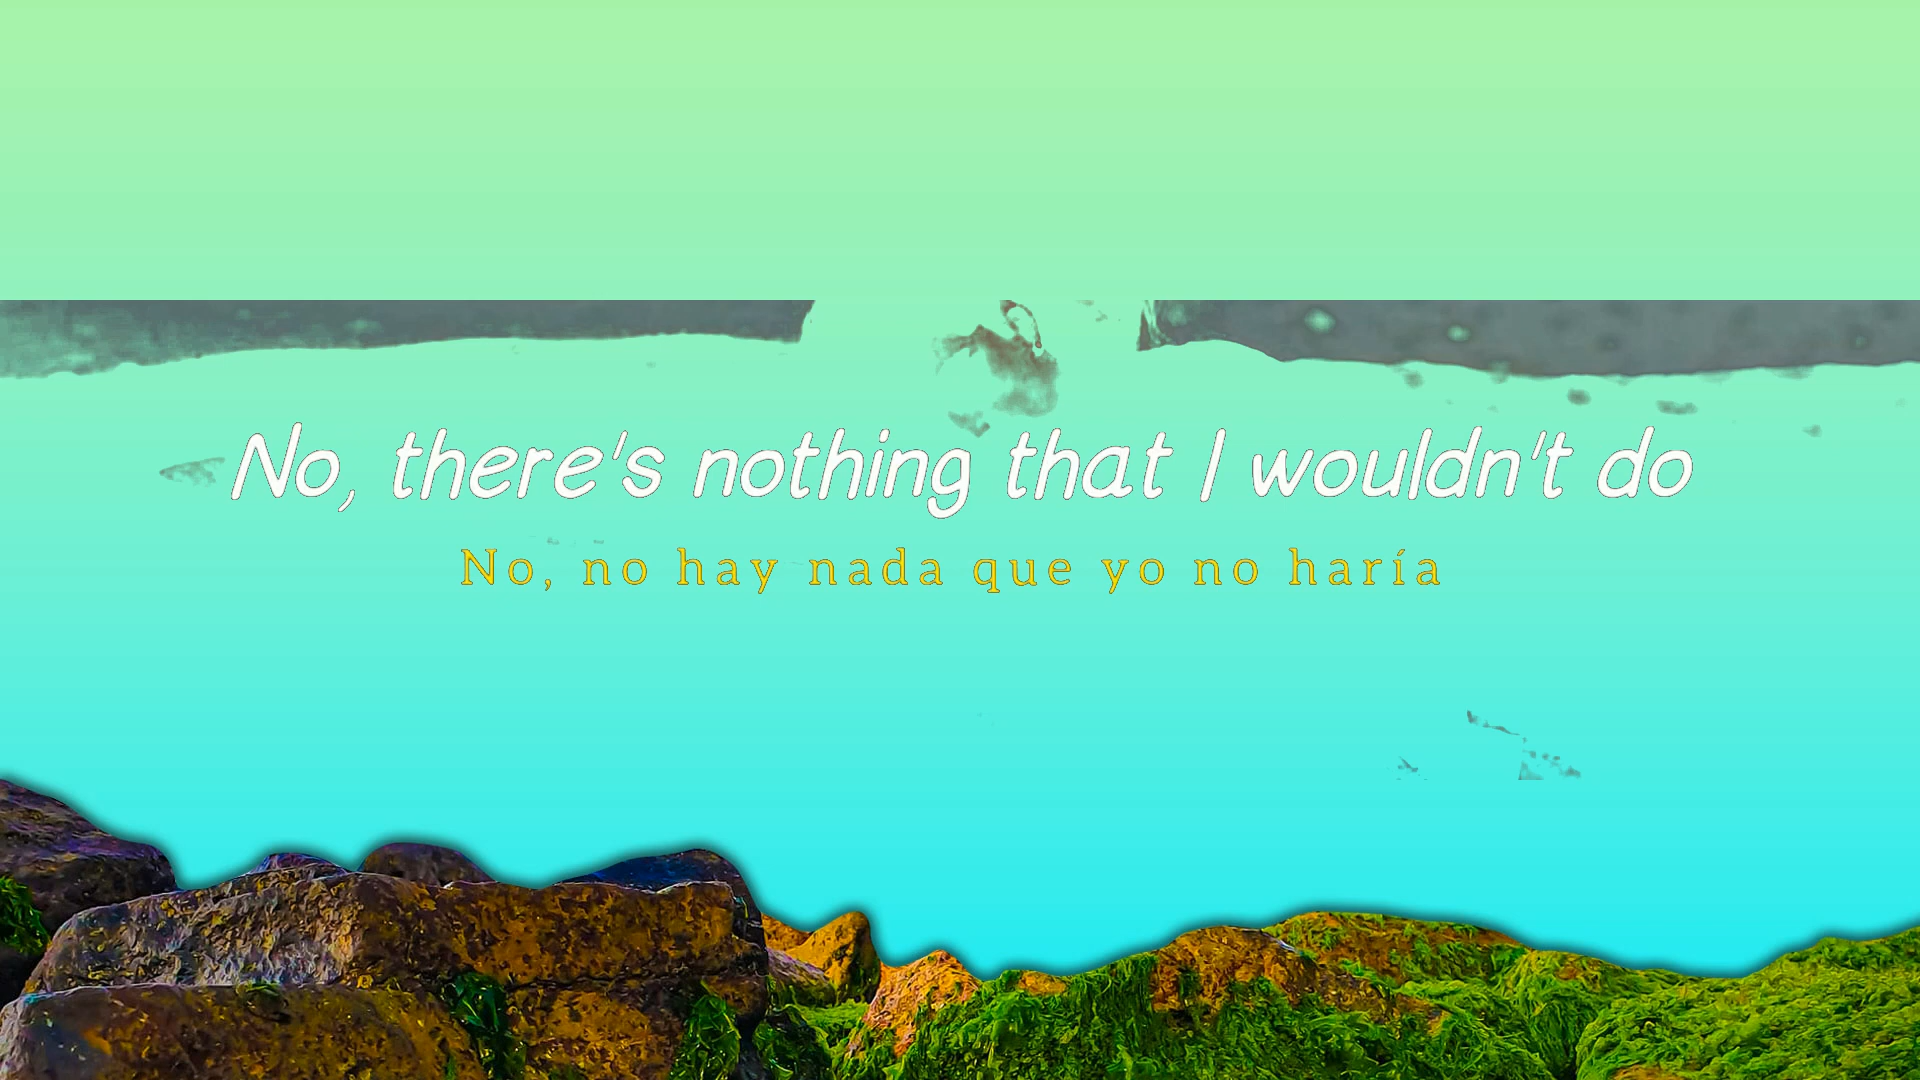 No, there's nothing that I wouldn't do
No, no hay nada que yo no haría